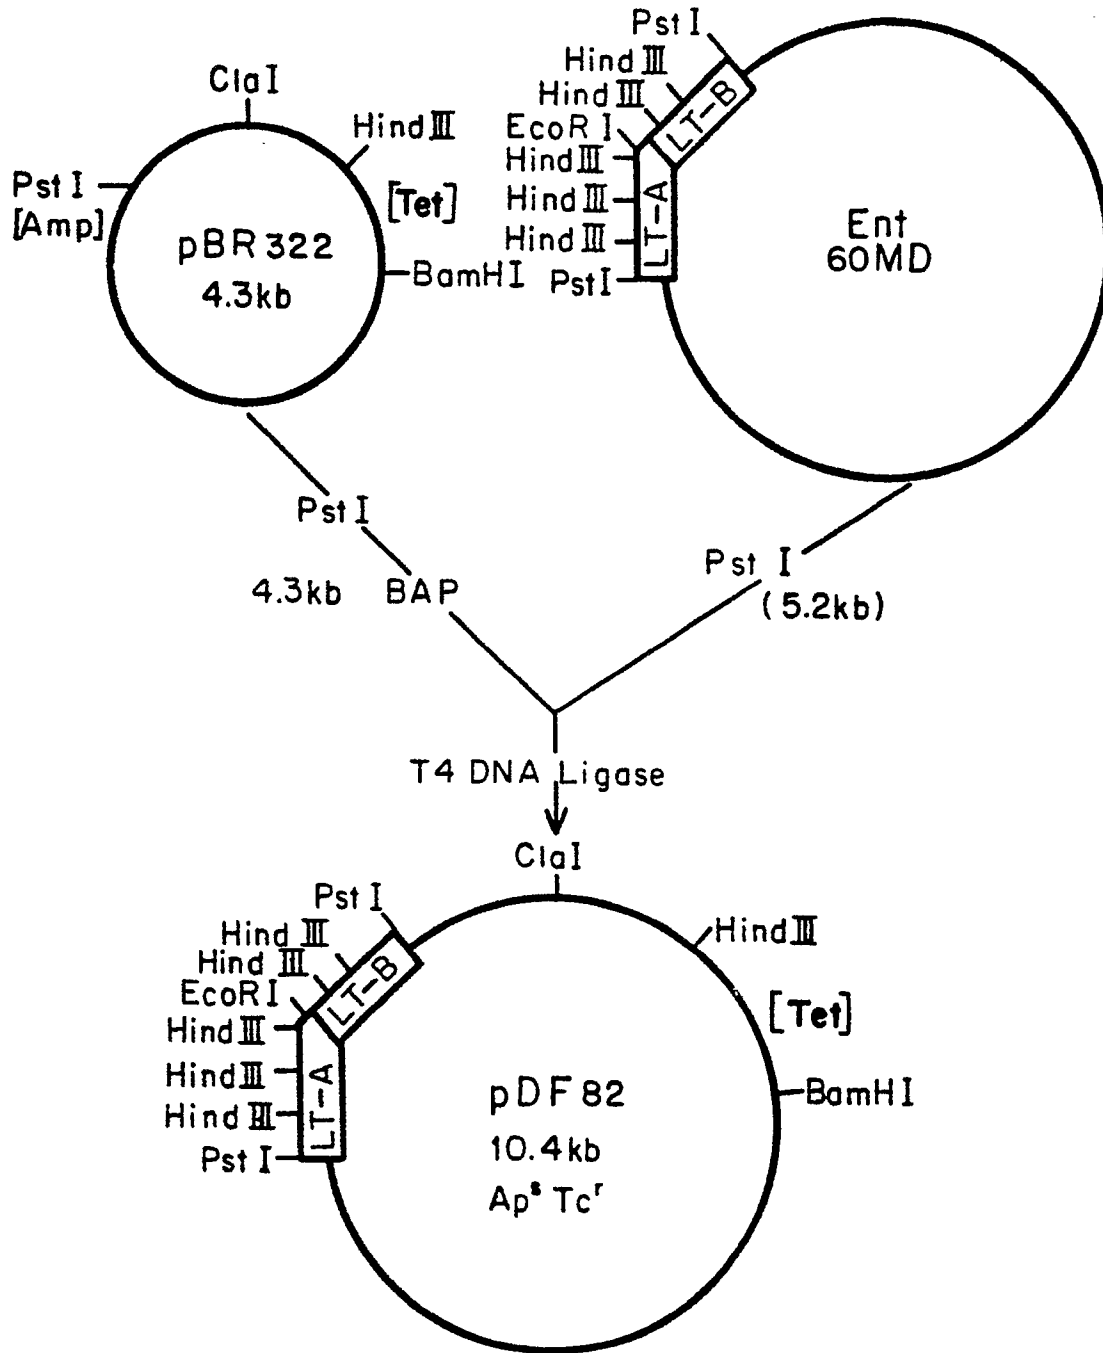 ClaI
HindⅢ
PstI
[Amp]
[Tet]
pBR322
4.3kb
BamHI
PstI
HindⅢ
HindⅢ
EcoRI
HindⅢ
HindⅢ
HindⅢ
PstI
LT-B
LT-A
Ent
60MD
PstI
4.3kb BAP
Pst I
(5.2kb)
T4 DNA Ligase
ClaI
PstI
HindⅢ
HindⅢ
EcoRI
HindⅢ
HindⅢ
HindⅢ
PstI
LT-B
LT-A
HindⅢ
[Tet]
BamHI
pDF82
10.4kb
Apˢ Tcʳ